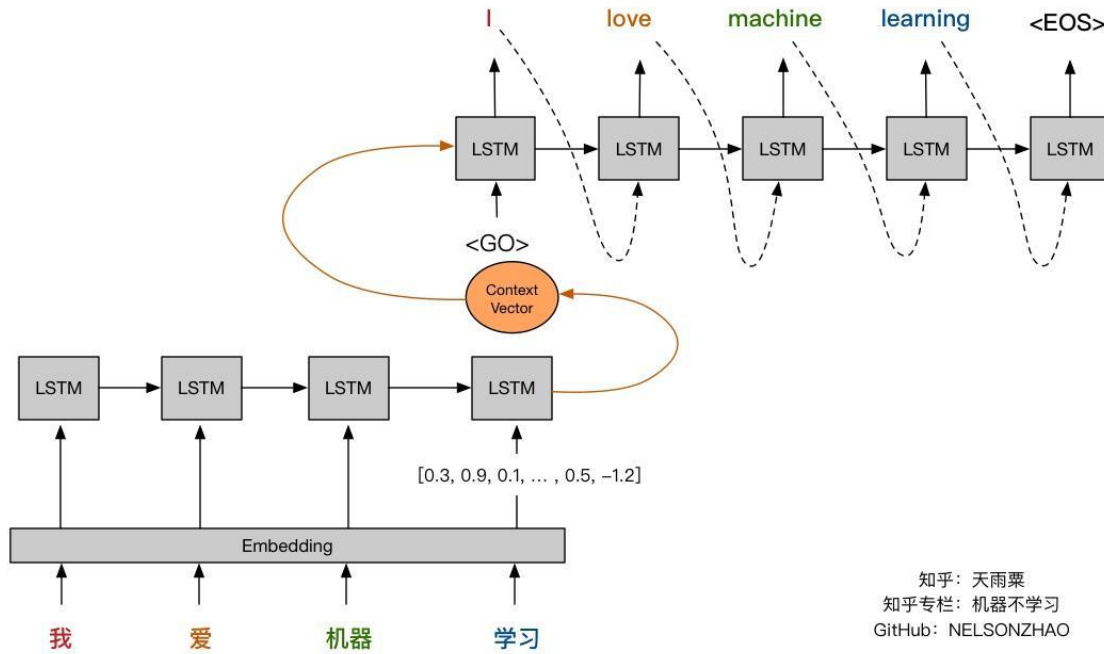 I love machine learning <EOS>
LSTM LSTM LSTM LSTM LSTM
<GO>
Context
Vector
LSTM LSTM LSTM LSTM
[0.3, 0.9, 0.1, ... , 0.5, −1.2]
Embedding
我 爱 机器 学习
知乎：天雨粟
知乎专栏：机器不学习
GitHub：NELSONZHAO